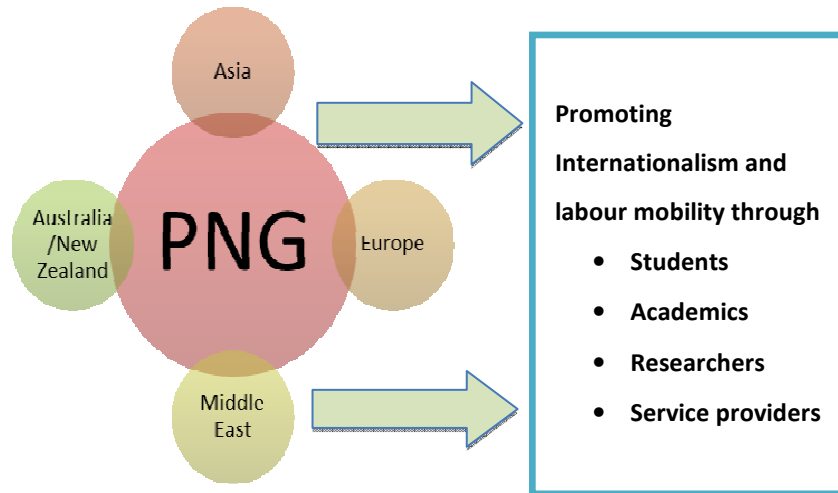 Asia
PNG
Australia
/New
Zealand
Europe
Middle
East
Promoting
Internationalism and
labour mobility through
• Students
• Academics
• Researchers
• Service providers